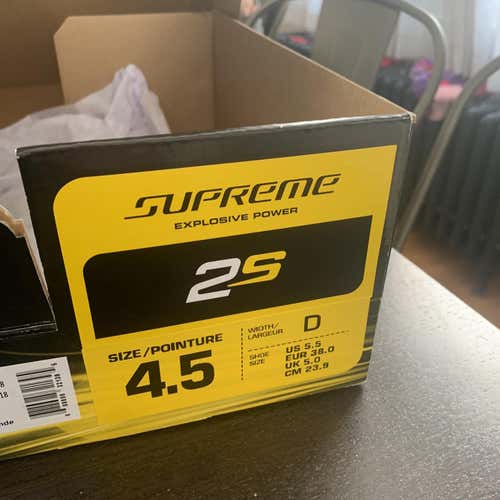 SUPREME
EXPLOSIVE POWER
2S
SIZE/POINTURE
4.5
WIDTH/
LARGEUR
D
SHOE
SIZE
US 5.5
EUR 38.0
UK 5.0
CM 23.9